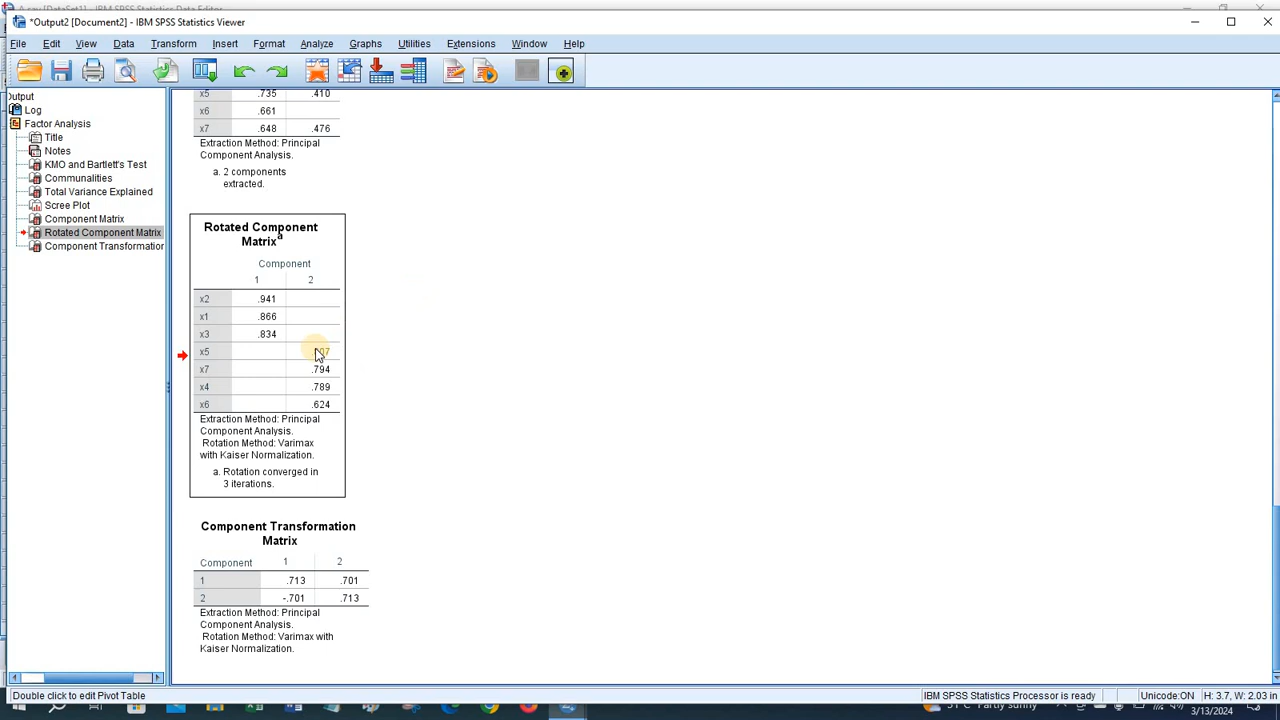 *Output2 [Document2] - IBM SPSS Statistics Viewer
File Edit View Data Transform Insert Format Analyze Graphs Utilities Extensions Window Help
Output
Log
Factor Analysis
Title
Notes
KMO and Bartlett's Test
Communalities
Total Variance Explained
Scree Plot
Component Matrix
Rotated Component Matrix
Component Transformation
x5 .735 .410
x6 .661
x7 .648 .476
Extraction Method: Principal
Component Analysis.
a. 2 components
extracted.
Rotated Component
Matrixa
Component
1 2
x2 .941
x1 .866
x3 .834
x5
x7 .794
x4 .789
x6 .624
Extraction Method: Principal
Component Analysis.
Rotation Method: Varimax
with Kaiser Normalization.
a. Rotation converged in
3 iterations.
Component Transformation
Matrix
Component 1 2
1 .713 .701
2 -.701 .713
Extraction Method: Principal
Component Analysis.
Rotation Method: Varimax with
Kaiser Normalization.
Double click to edit Pivot Table
IBM SPSS Statistics Processor is ready
Unicode:ON
H: 3.7, W: 2.03 in
Partly sunny
3/13/2024